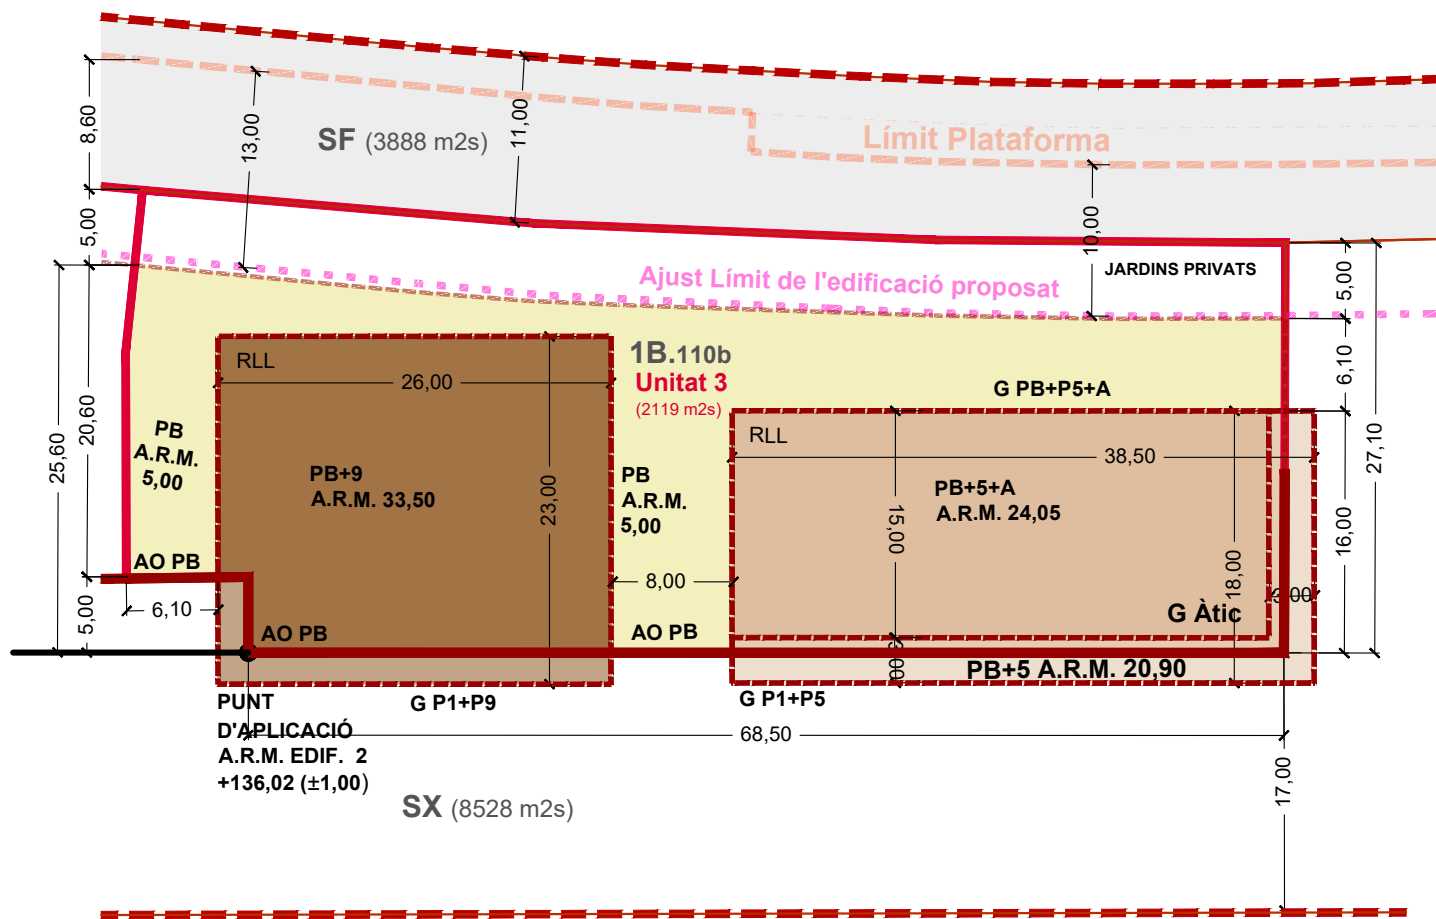 8,60
13,00
SF (3888 m2s)
11,00
Límit Plataforma
5,00
10,00
JARDINS PRIVATS
Ajust Límit de l'edificació proposat
5,00
RLL
26,00
1B.110b
Unitat 3
(2119 m2s)
G PB+P5+A
6,10
RLL
38,50
27,10
20,60
25,60
PB
A.R.M.
5,00
PB+9
A.R.M. 33,50
23,00
PB
A.R.M.
5,00
15,00
PB+5+A
A.R.M. 24,05
16,00
AO PB
8,00
18,00
3,00
6,10
5,00
AO PB
AO PB
G Àtic
3,00
PB+5 A.R.M. 20,90
PUNT
D'APLICACIÓ
A.R.M. EDIF. 2
+136,02 (±1,00)
G P1+P9
G P1+P5
68,50
17,00
SX (8528 m2s)